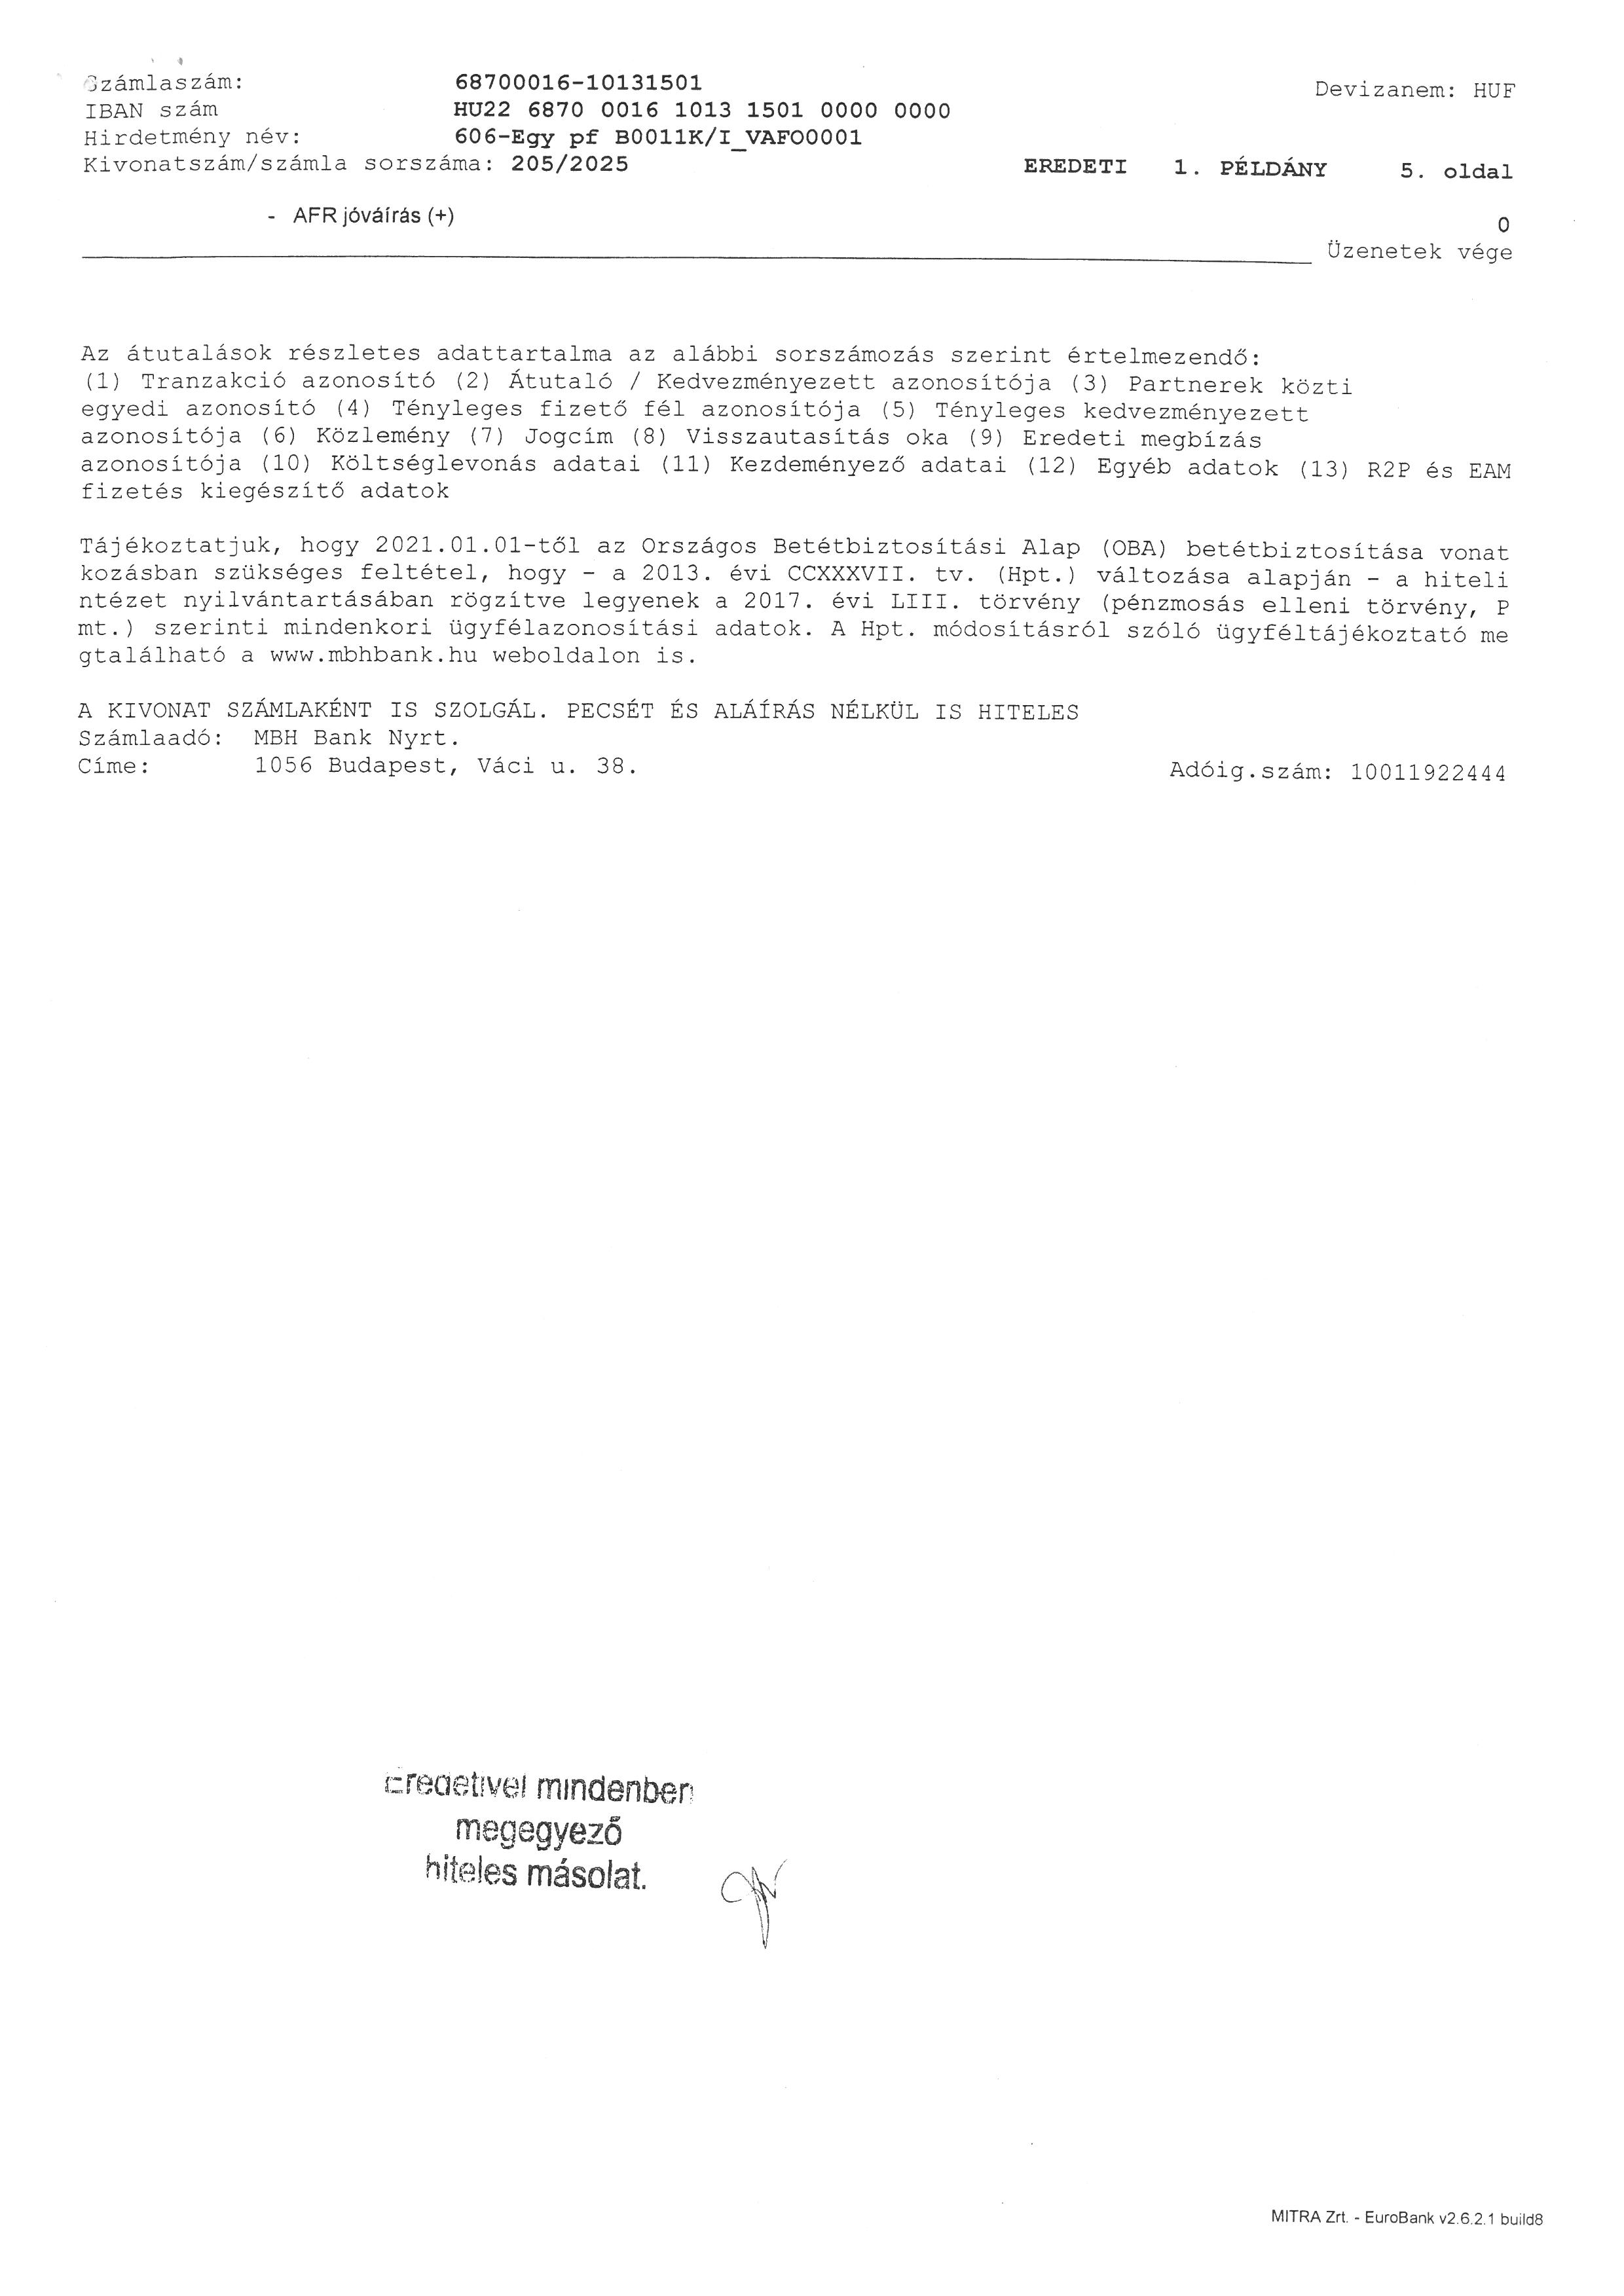 Számlaszám: 68700016-10131501 Devizanem: HUF
IBAN szám HU22 6870 0016 1013 1501 0000 0000
Hirdetmény név: 606-Egy pf B0011K/I_VAFO0001
Kivonatszám/számla sorszáma: 205/2025 EREDETI 1. PÉLDÁNY 5. oldal
- AFR jóváírás (+) 0
Üzenetek vége
Az átutalások részletes adattartalma az alábbi sorszámozás szerint értelmezendő:
(1) Tranzakció azonosító (2) Átutaló / Kedvezményezett azonosítója (3) Partnerek közti
egyedi azonosító (4) Tényleges fizető fél azonosítója (5) Tényleges kedvezményezett
azonosítója (6) Közlemény (7) Jogcím (8) Visszautasítás oka (9) Eredeti megbízás
azonosítója (10) Költséglevonás adatai (11) Kezdeményező adatai (12) Egyéb adatok (13) R2P és EAM
fizetés kiegészítő adatok
Tájékoztatjuk, hogy 2021.01.01-től az Országos Betétbiztosítási Alap (OBA) betétbiztosítása vonat
kozásban szükséges feltétel, hogy - a 2013. évi CCXXXVII. tv. (Hpt.) változása alapján - a hiteli
ntézet nyilvántartásában rögzítve legyenek a 2017. évi LIII. törvény (pénzmosás elleni törvény, P
mt.) szerinti mindenkori ügyfélazonosítási adatok. A Hpt. módosításról szóló ügyféltájékoztató me
gtalálható a www.mbhbank.hu weboldalon is.
A KIVONAT SZÁMLAKÉNT IS SZOLGÁL. PECSÉT ÉS ALÁÍRÁS NÉLKÜL IS HITELES
Számlaadó: MBH Bank Nyrt.
Címe: 1056 Budapest, Váci u. 38. Adóig.szám: 10011922444
Eredetivel mindenben
megegyező
hiteles másolat.
MITRA Zrt. - EuroBank v2.6.2.1 build8